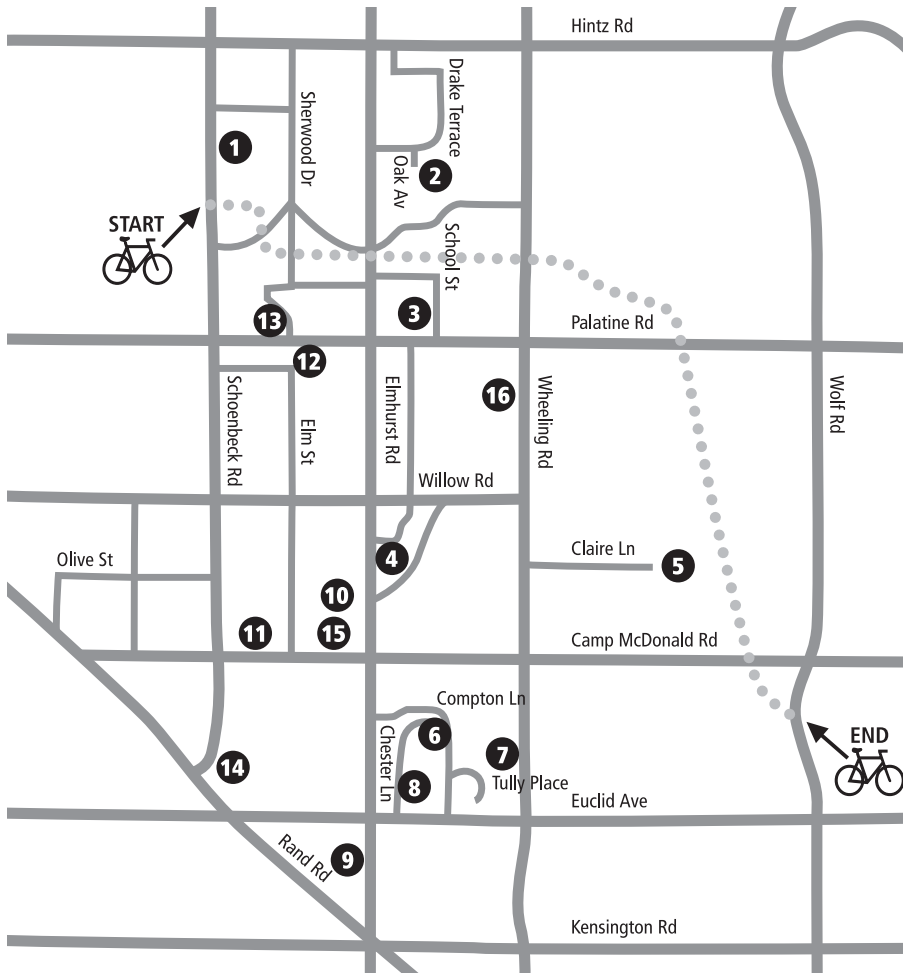 Hintz Rd
Drake Terrace
Sherwood Dr
1
2
Oak Av
START
School St
3
13
Palatine Rd
12
16
Schoenbeck Rd
Elm St
Elmhurst Rd
Wheeling Rd
Wolf Rd
Willow Rd
Olive St
4
Claire Ln
5
10
11
15
Camp McDonald Rd
Compton Ln
6
7
Chester Ln
END
14
8
Tully Place
Euclid Ave
9
Rand Rd
Kensington Rd